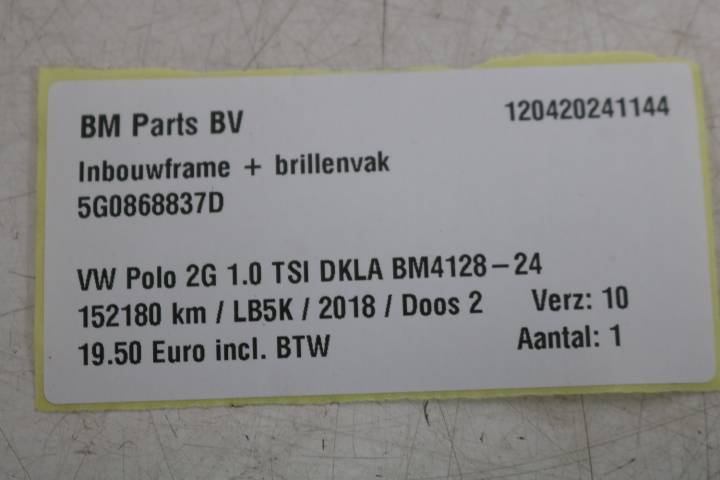 BM Parts BV 120420241144
Inbouwframe + brillenvak
5G0868837D
VW Polo 2G 1.0 TSI DKLA BM4128-24
152180 km / LB5K / 2018 / Doos 2 Verz: 10
19.50 Euro incl. BTW Aantal: 1